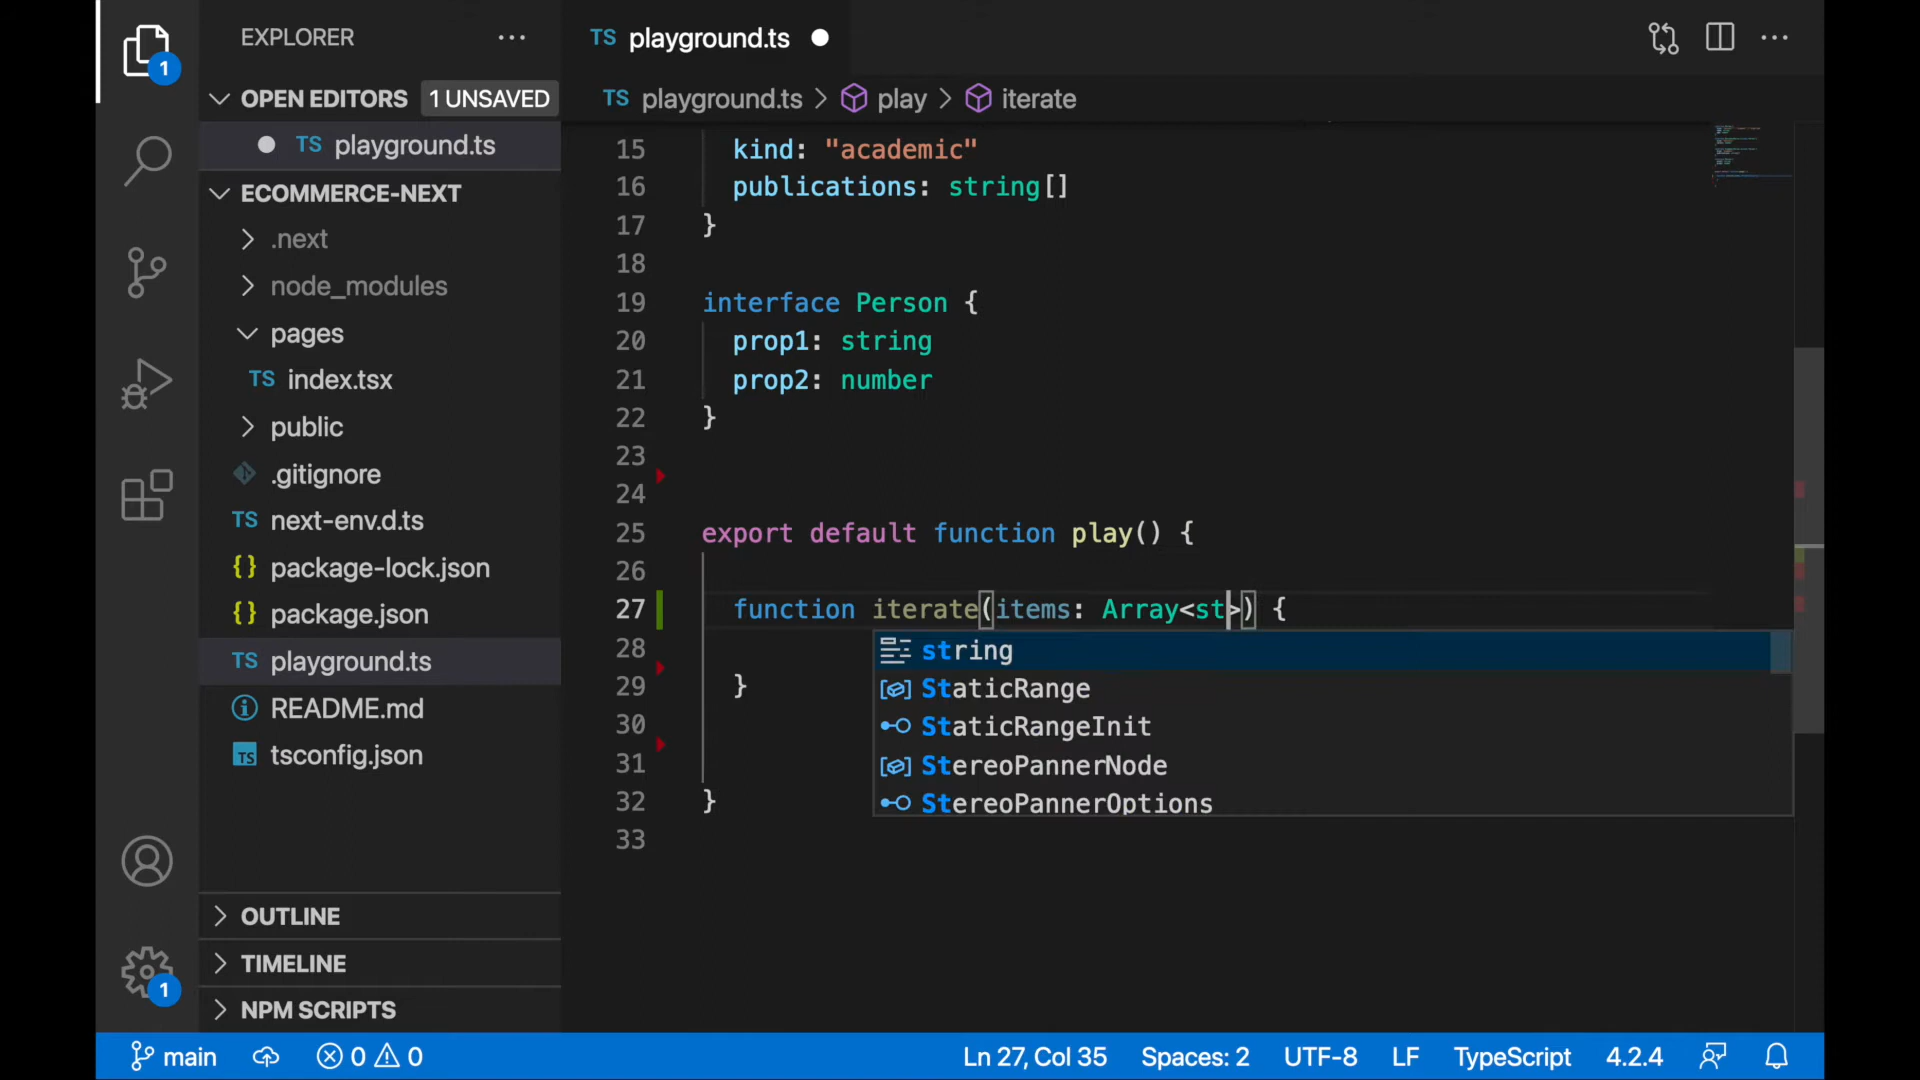 EXPLORER
1
OPEN EDITORS 1 UNSAVED
TS playground.ts
ECOMMERCE-NEXT
.next
node_modules
pages
TS index.tsx
public
.gitignore
TS next-env.d.ts
{} package-lock.json
{} package.json
TS playground.ts
README.md
TS tsconfig.json
OUTLINE
TIMELINE
NPM SCRIPTS
1
TS playground.ts
TS playground.ts > play > iterate
15 kind: "academic"
16 publications: string[]
17 }
18
19 interface Person {
20 prop1: string
21 prop2: number
22 }
23
24
25 export default function play() {
26
27 function iterate(items: Array<st>) {
28
29 }
30
31
32 }
33
string
StaticRange
StaticRangeInit
StereoPannerNode
StereoPannerOptions
main 0 0 Ln 27, Col 35 Spaces: 2 UTF-8 LF TypeScript 4.2.4